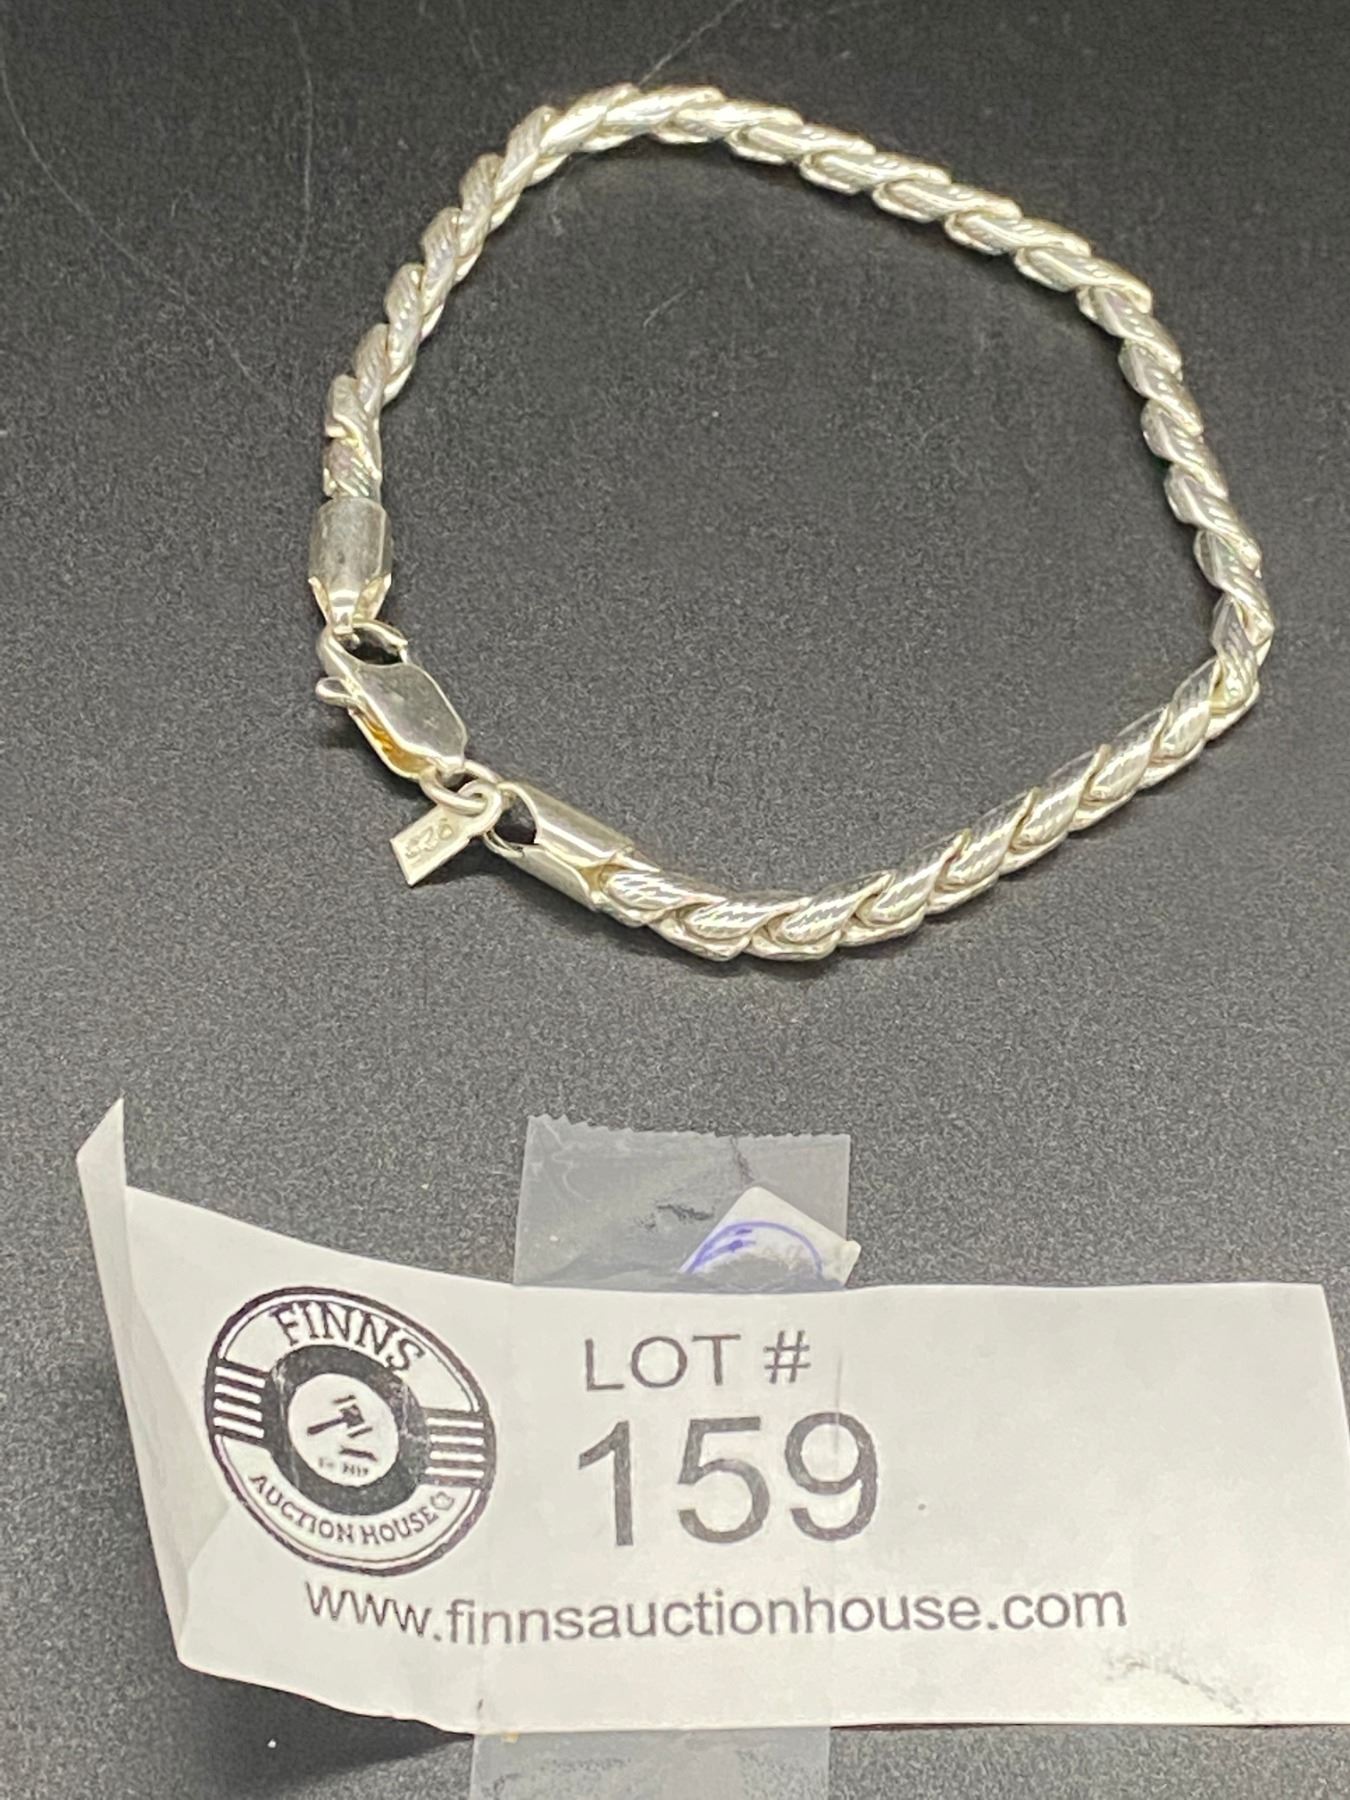 925
FINNS
AUCTION HOUSE
LOT #
159
www.finnsauctionhouse.com